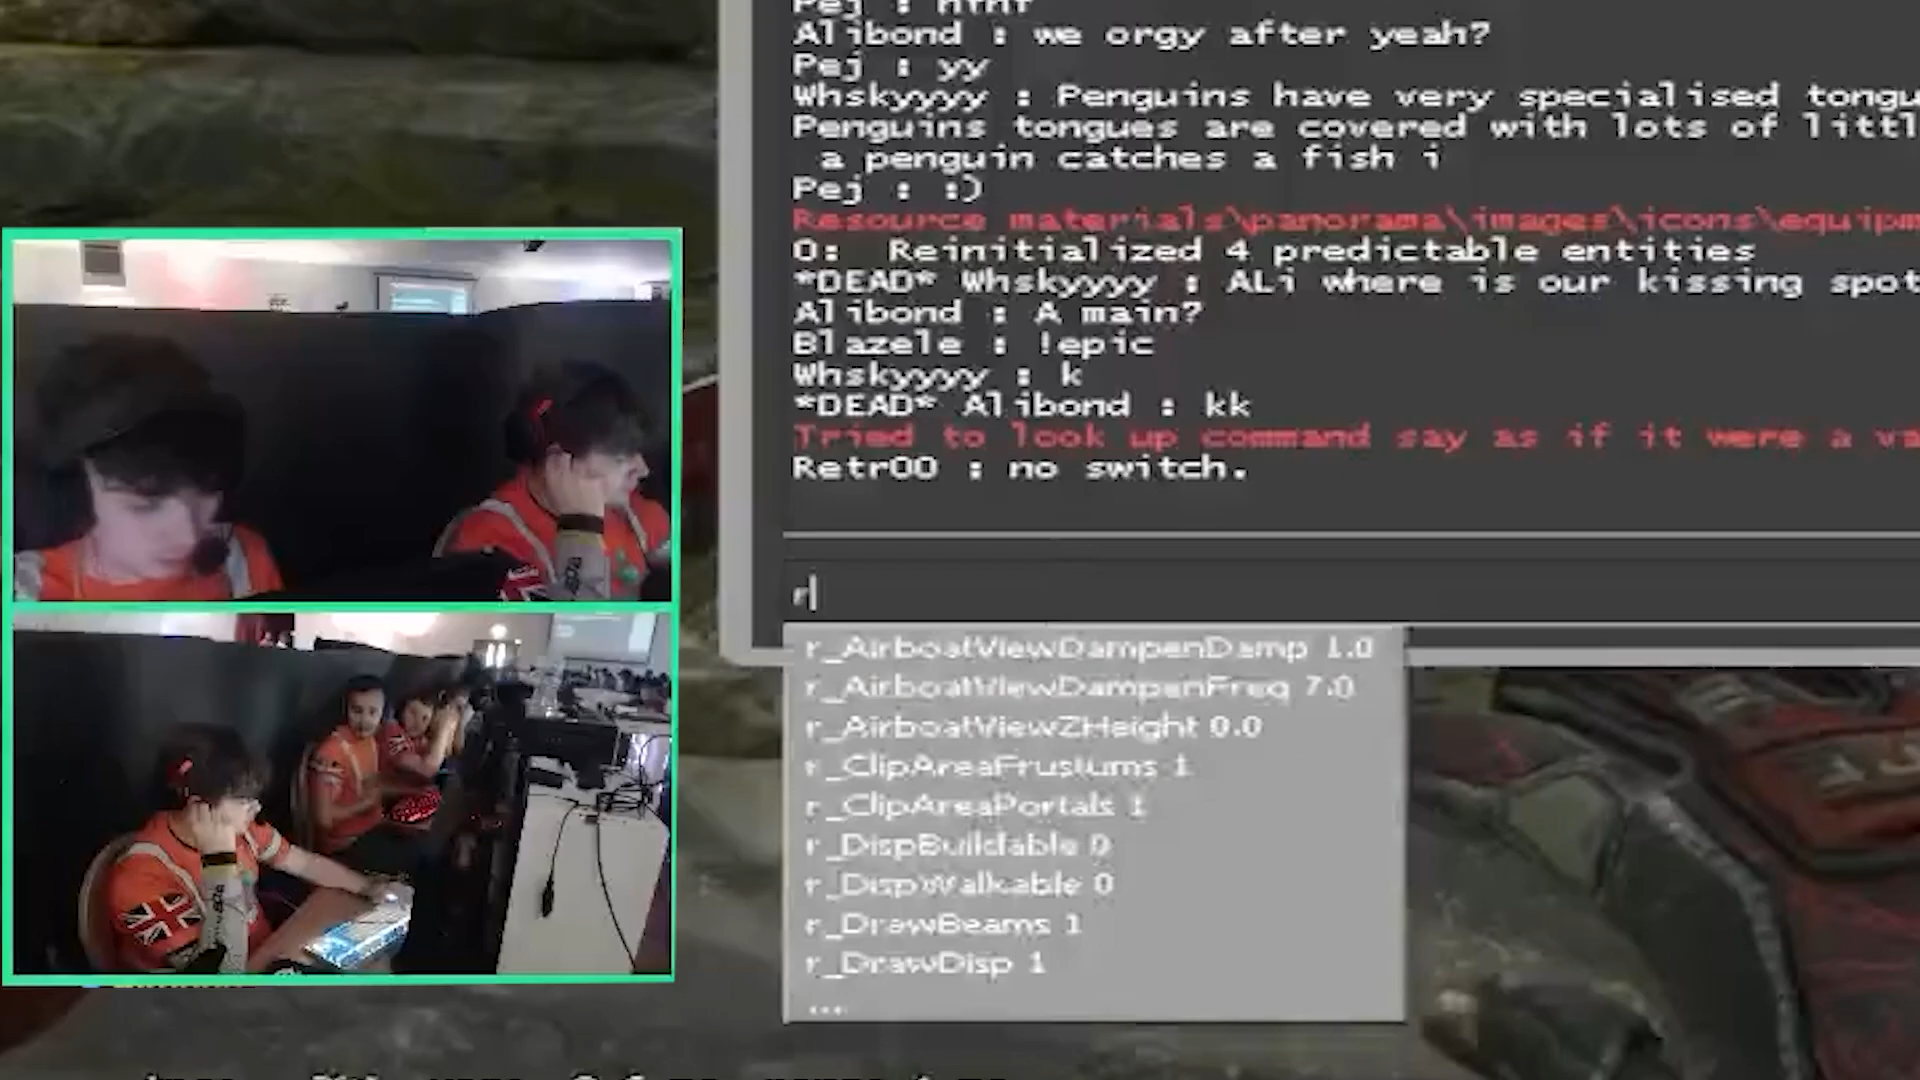 Alibond : we orgy after yeah?
Pej : yy
Whskyyyy : Penguins have very specialised
Penguins tongues are covered with lots of
a penguin catches a fish i
Pej : :)
Resource materials\panorama\images\icons\
0: Reinitialized 4 predictable entities
*DEAD* Whskyyyy : ALi where is our kissing spot
Alibond : A main?
Blazele : !epic
Whskyyyy : k
*DEAD* Alibond : kk
Tried to look up command say as if it were a
Retr00 : no switch.
r
r_AirboatViewDampenDamp 1.0
r_AirboatViewDampenFreq 7.0
r_AirboatViewZHeight 0.0
r_ClipAreaFrustums 1
r_ClipAreaPortals 1
r_DispBuildable 0
r_DispWalkable 0
r_DrawBeams 1
r_DrawDisp 1
...